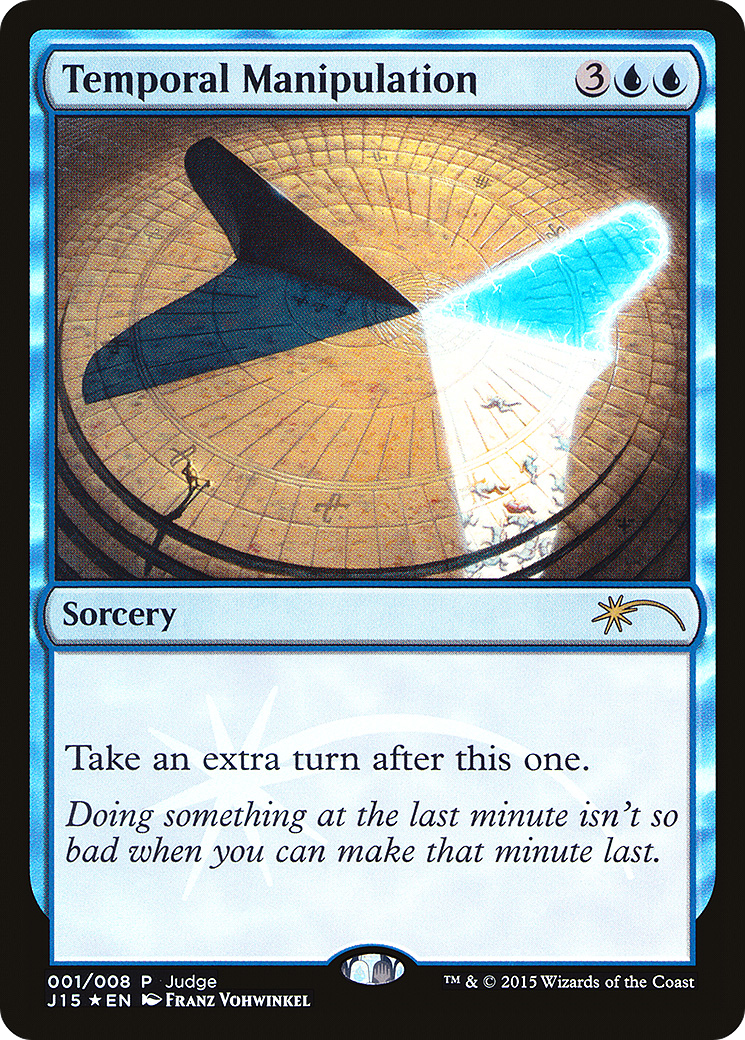 Temporal Manipulation 3
Sorcery
Take an extra turn after this one.
Doing something at the last minute isn't so
bad when you can make that minute last.
001/008 P Judge
J15 ★ EN Franz Vohwinkel
™ & © 2015 Wizards of the Coast